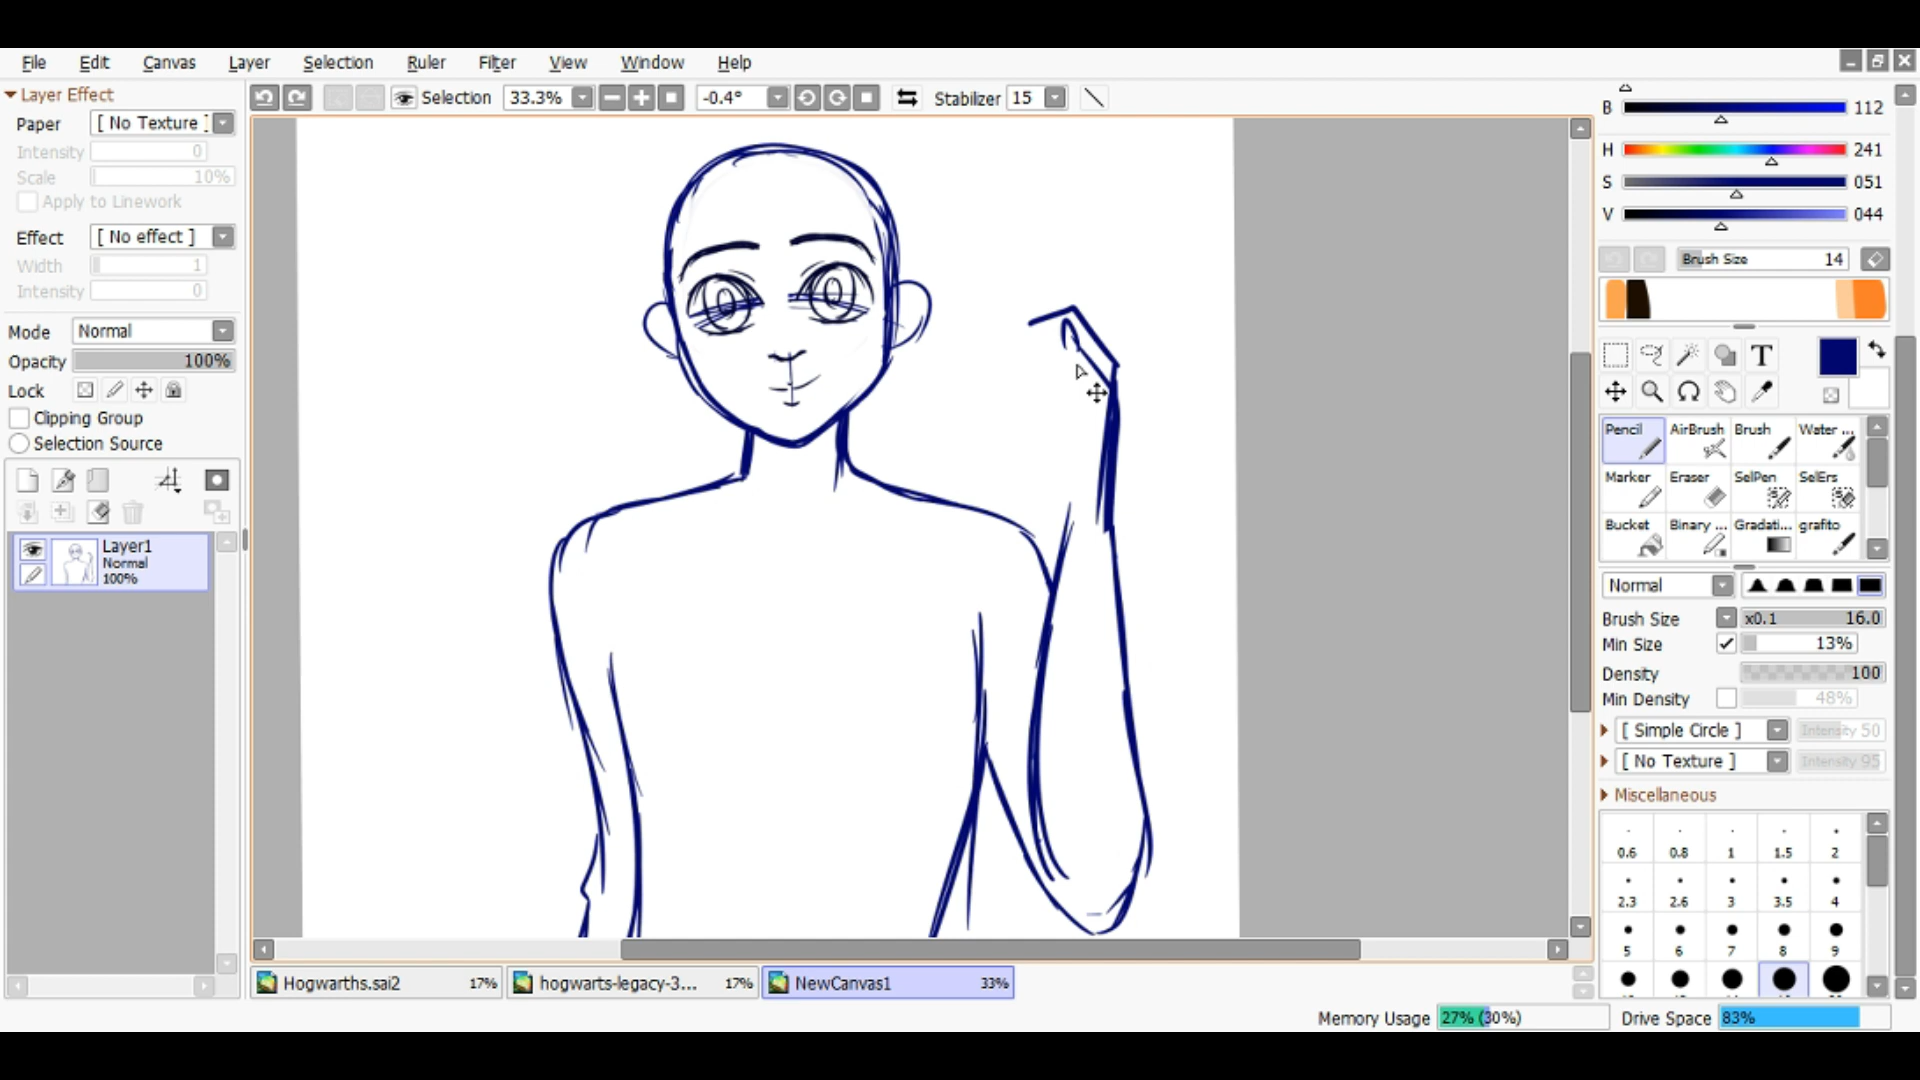 File Edit Canvas Layer Selection Ruler Filter View Window Help
Layer Effect
Paper [ No Texture ]
Intensity 0
Scale 10%
Apply to Linework
Effect [ No effect ]
Width 1
Intensity 0
Mode Normal
Opacity 100%
Lock
Clipping Group
Selection Source
Layer1
Normal
100%
Selection 33.3% -0.4° Stabilizer 15
B 112
H 241
S 051
V 044
Brush Size 14
T
Pencil AirBrush Brush Water ...
Marker Eraser SelPen SelErs
Bucket Binary ... Gradati... grafito
Normal
Brush Size x0.1 16.0
Min Size 13%
Density 100
Min Density 48%
[ Simple Circle ] Intensity 50
[ No Texture ] Intensity 95
Miscellaneous
0.6 0.8 1 1.5 2
2.3 2.6 3 3.5 4
5 6 7 8 9
Hogwarths.sai2 17% hogwarts-legacy-3... 17% NewCanvas1 33%
Memory Usage 27% (30%) Drive Space 83%